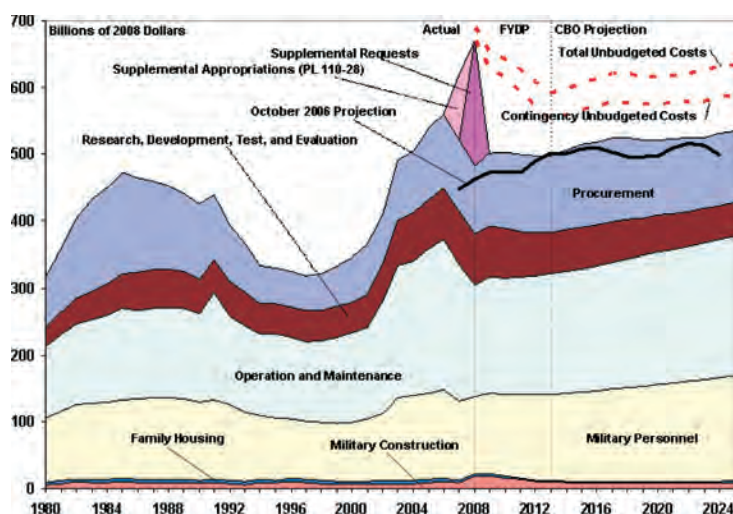 700
Billions of 2008 Dollars
Actual
FYDP
CBO Projection
Supplemental Requests
Total Unbudgeted Costs
Supplemental Appropriations (PL 110-28)
600
October 2006 Projection
Contingency Unbudgeted Costs
Research, Development, Test, and Evaluation
500
Procurement
400
300
200
Operation and Maintenance
100
Family Housing
Military Construction
Military Personnel
0
1980 1984 1988 1992 1996 2000 2004 2008 2012 2016 2020 2024